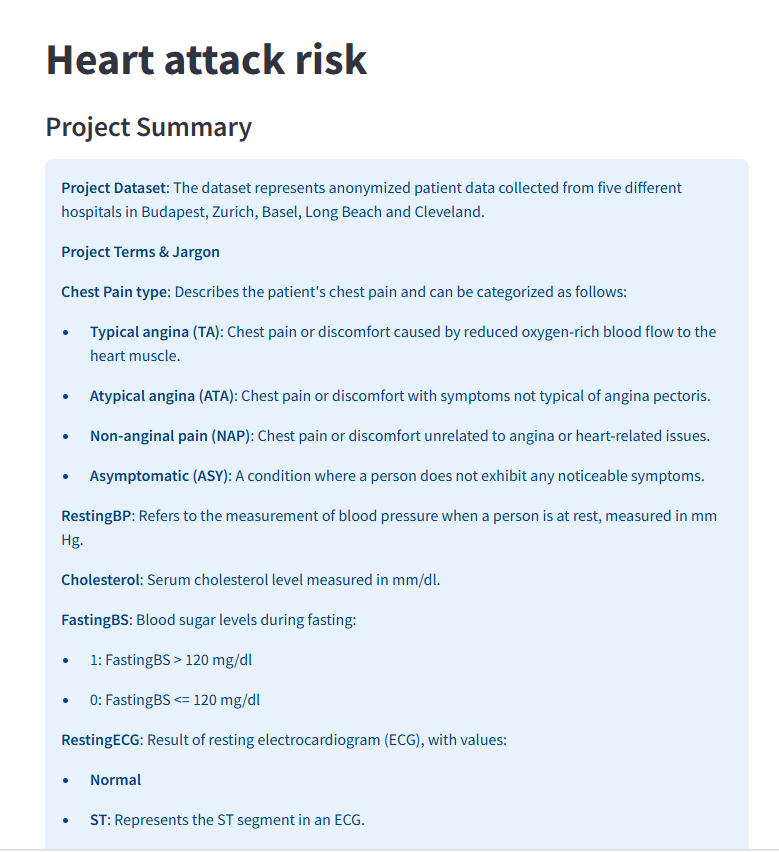 Heart attack risk
Project Summary
Project Dataset: The dataset represents anonymized patient data collected from five different
hospitals in Budapest, Zurich, Basel, Long Beach and Cleveland.
Project Terms & Jargon
Chest Pain type: Describes the patient's chest pain and can be categorized as follows:
• Typical angina (TA): Chest pain or discomfort caused by reduced oxygen-rich blood flow to the
heart muscle.
• Atypical angina (ATA): Chest pain or discomfort with symptoms not typical of angina pectoris.
• Non-anginal pain (NAP): Chest pain or discomfort unrelated to angina or heart-related issues.
• Asymptomatic (ASY): A condition where a person does not exhibit any noticeable symptoms.
RestingBP: Refers to the measurement of blood pressure when a person is at rest, measured in mm
Hg.
Cholesterol: Serum cholesterol level measured in mm/dl.
FastingBS: Blood sugar levels during fasting:
• 1: FastingBS > 120 mg/dl
• 0: FastingBS <= 120 mg/dl
RestingECG: Result of resting electrocardiogram (ECG), with values:
• Normal
• ST: Represents the ST segment in an ECG.